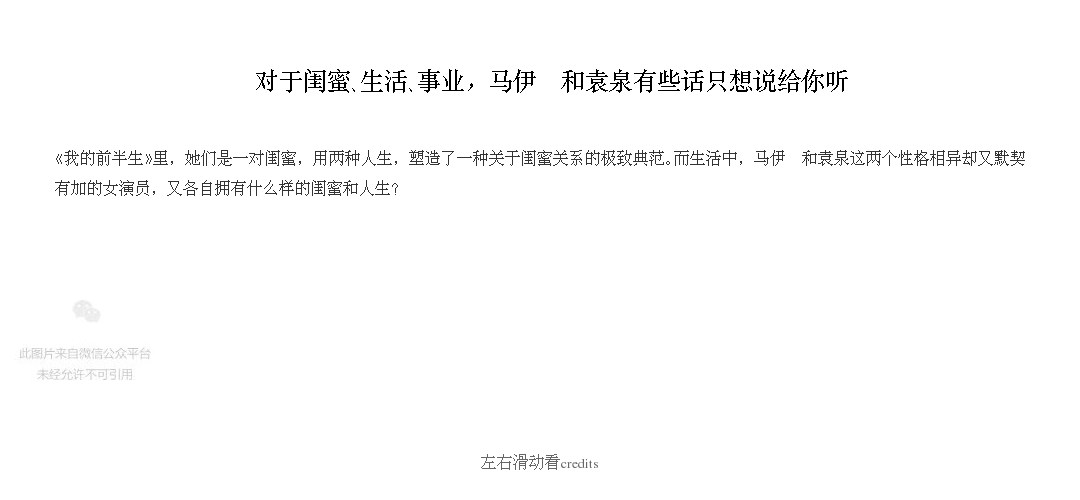 对于闺蜜、生活、事业，马伊　和袁泉有些话只想说给你听
《我的前半生》里，她们是一对闺蜜，用两种人生，塑造了一种关于闺蜜关系的极致典范。而生活中，马伊　和袁泉这两个性格相异却又默契
有加的女演员，又各自拥有什么样的闺蜜和人生？
此图片来自微信公众平台
未经允许不可引用
左右滑动看credits